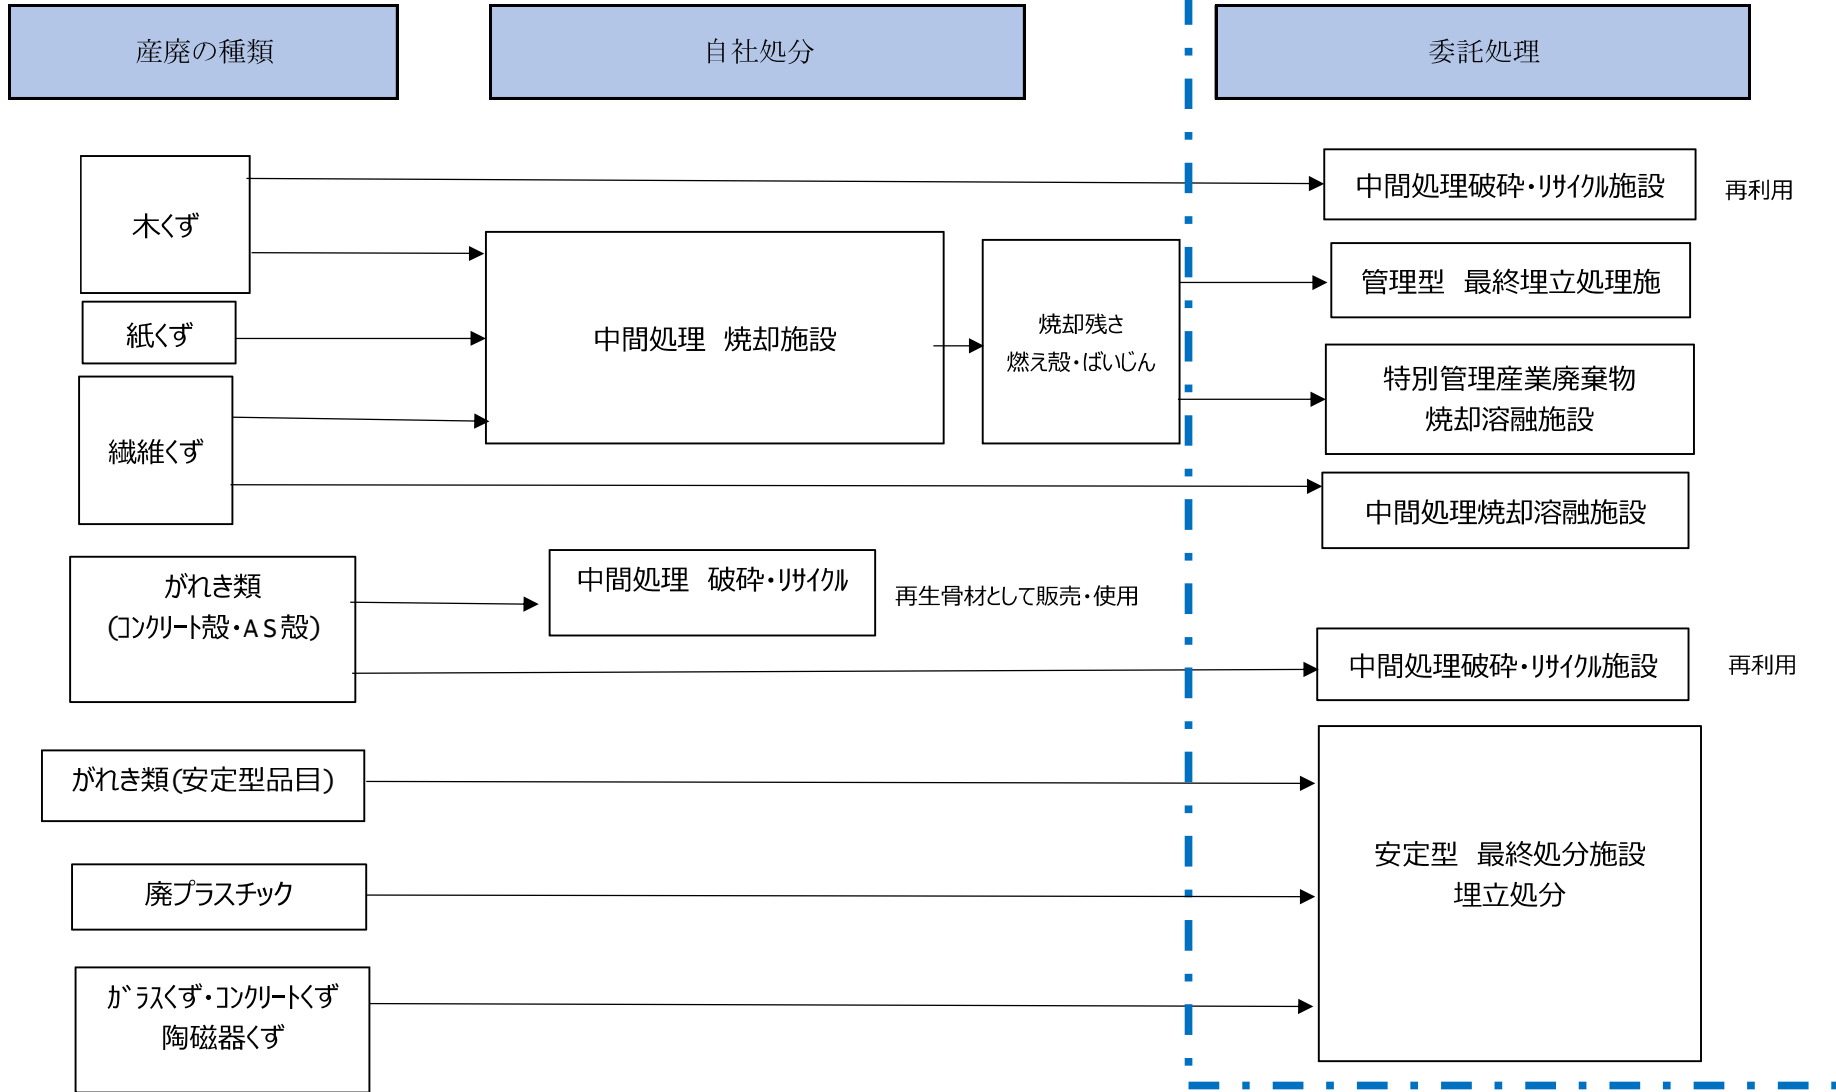 産廃の種類
自社処分
委託処理
木くず
中間処理破砕・リサイクル施設
再利用
管理型　最終埋立処理施
紙くず
中間処理　焼却施設
焼却残さ
燃え殻・ばいじん
特別管理産業廃棄物
焼却溶融施設
繊維くず
中間処理焼却溶融施設
がれき類
(コンクリート殻・AS殻)
中間処理　破砕・リサイクル
再生骨材として販売・使用
中間処理破砕・リサイクル施設
再利用
がれき類(安定型品目)
安定型　最終処分施設
埋立処分
廃プラスチック
ガラスくず・コンクリートくず
陶磁器くず